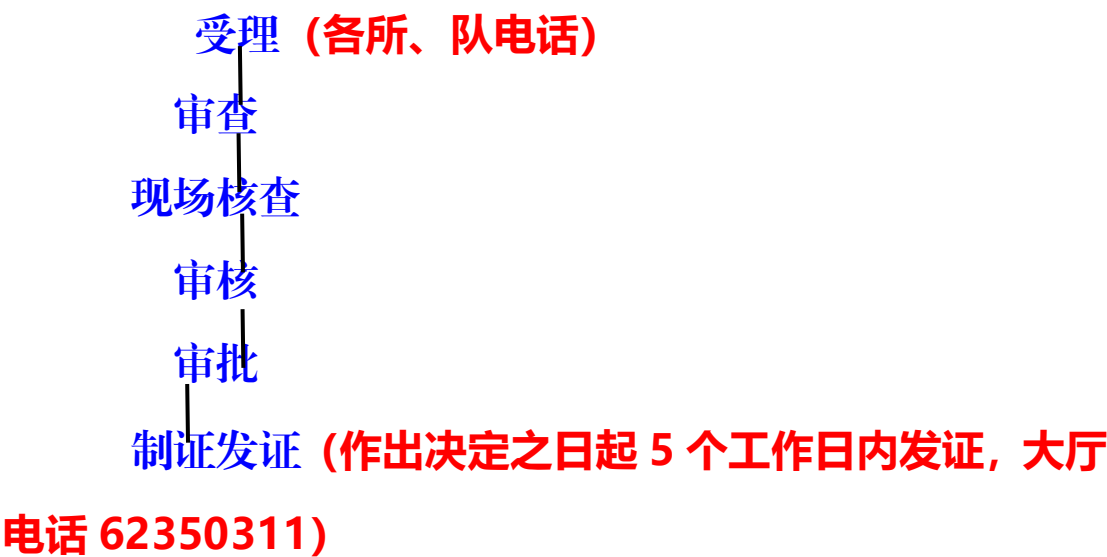 受理（各所、队电话）
审查
现场核查
审核
审批
制证发证（作出决定之日起 5 个工作日内发证，大厅
电话 62350311）